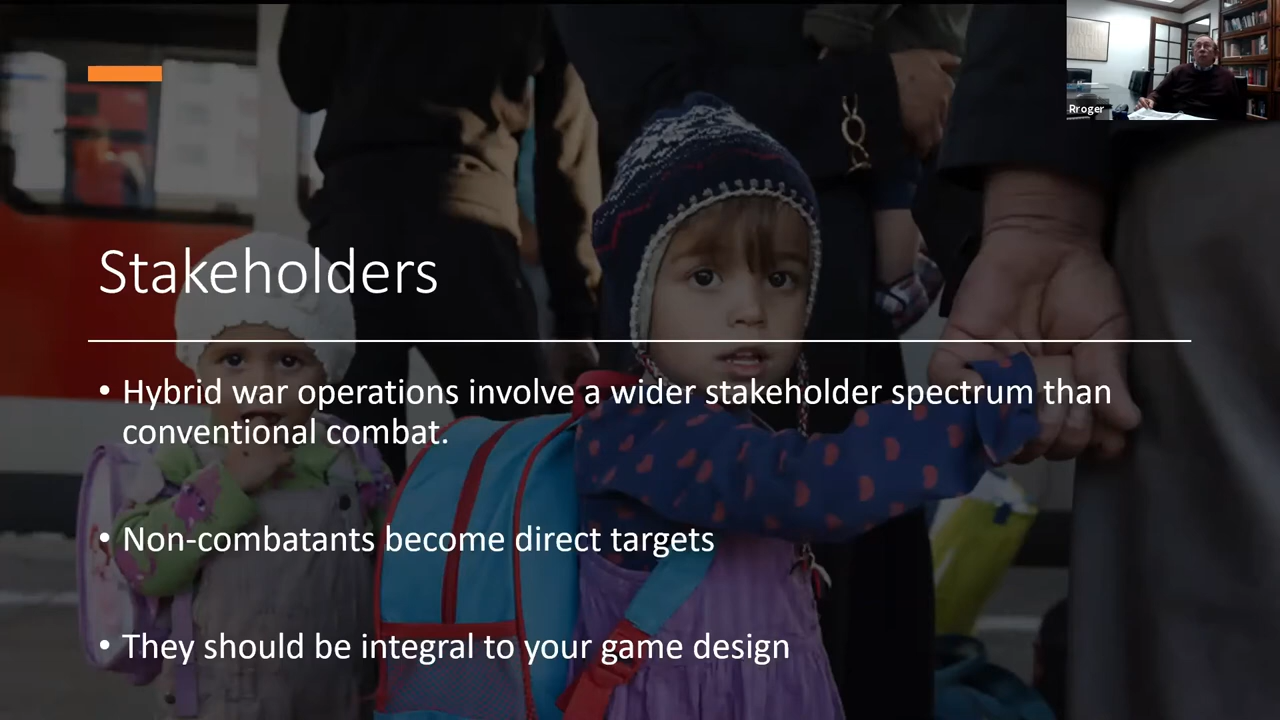 Rroger
Stakeholders
• Hybrid war operations involve a wider stakeholder spectrum than
conventional combat.
• Non-combatants become direct targets
• They should be integral to your game design